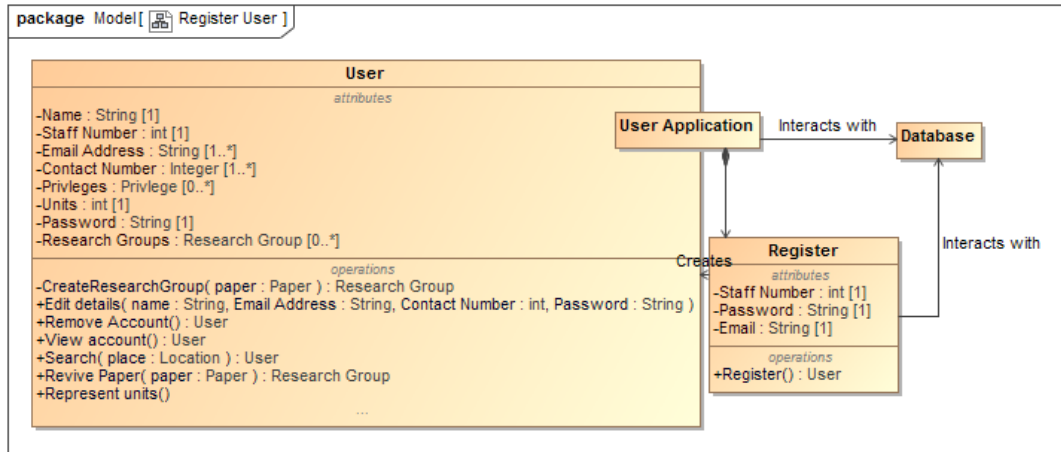 package Model[ Register User ]
User
attributes
-Name : String [1]
-Staff Number : int [1]
-Email Address : String [1..*]
-Contact Number : Integer [1..*]
-Privleges : Privlege [0..*]
-Units : int [1]
-Password : String [1]
-Research Groups : Research Group [0..*]
operations
-CreateResearchGroup( paper : Paper ) : Research Group
+Edit details( name : String, Email Address : String, Contact Number : int, Password : String )
+Remove Account() : User
+View account() : User
+Search( place : Location ) : User
+Revive Paper( paper : Paper ) : Research Group
+Represent units()
...
User Application
Interacts with
Database
Creates
Register
attributes
-Staff Number : int [1]
-Password : String [1]
-Email : String [1]
operations
+Register() : User
Interacts with